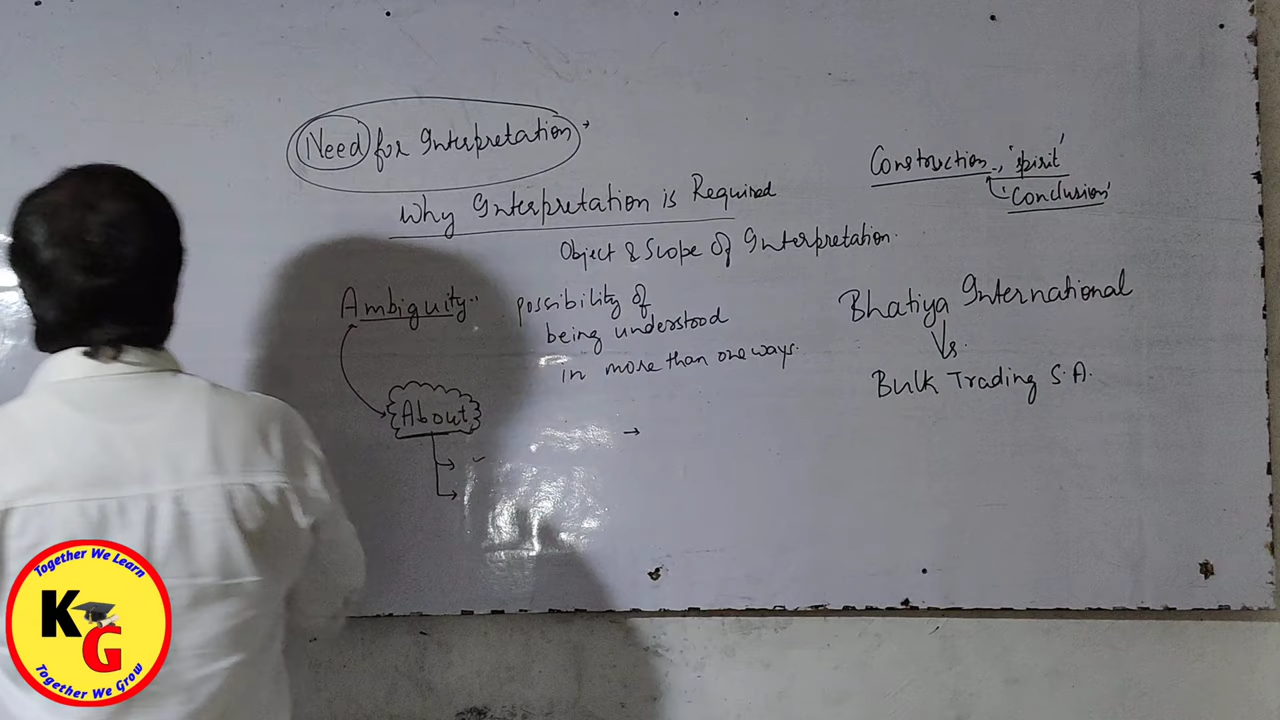 Need for Interpretation
Why Interpretation is Required
Object & Scope of Interpretation.
Ambiguity..
possibility of
being understood
in more than one ways.
About
Construction.., 'spirit'
'Conclusion'
Bhatiya International
Vs.
Bulk Trading S.A.
Together We Learn
KG
Together We Grow